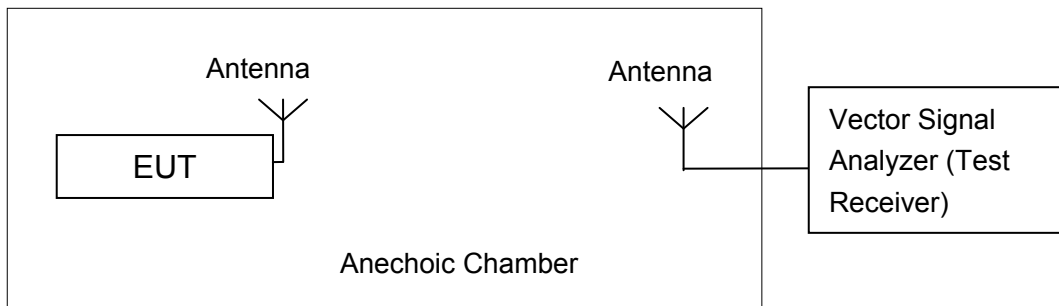 Antenna
Antenna
EUT
Vector Signal
Analyzer (Test
Receiver)
Anechoic Chamber